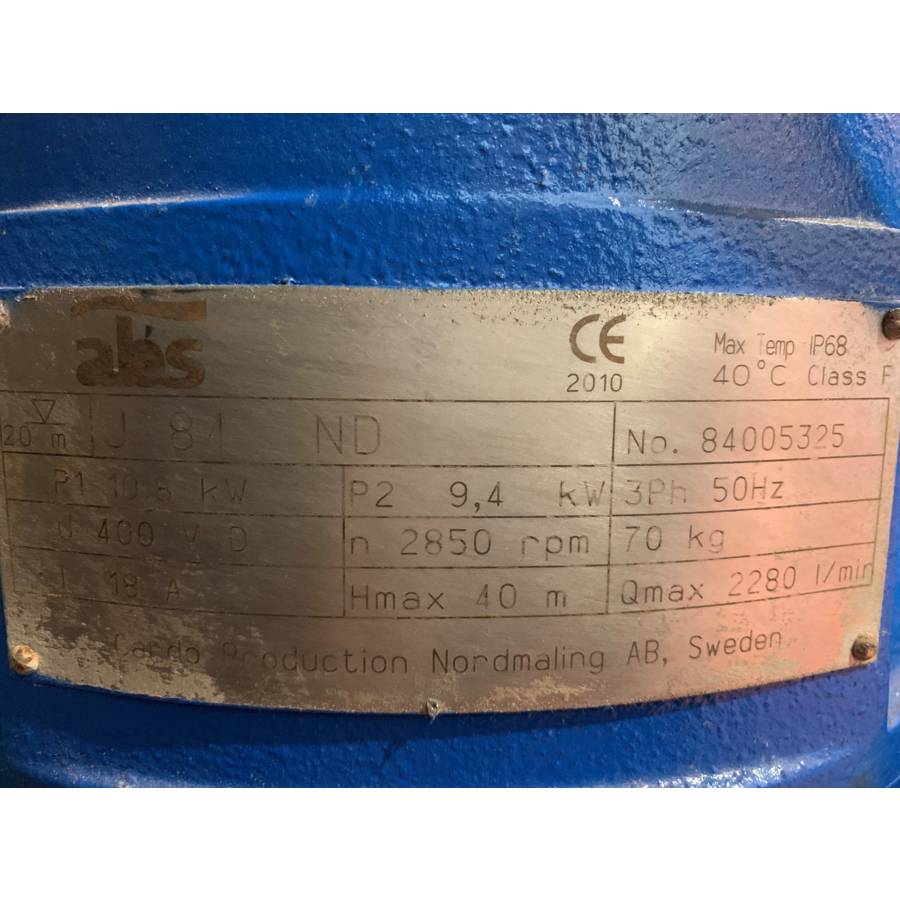 abs
CE
2010
Max Temp IP68
40°C Class F
20 m J 84 ND No. 84005325
P1 10,8 kW P2 9,4 kW 3Ph 50Hz
U 400 V D n 2850 rpm 70 kg
I 18 A Hmax 40 m Qmax 2280 l/min
Cardo Production Nordmaling AB, Sweden